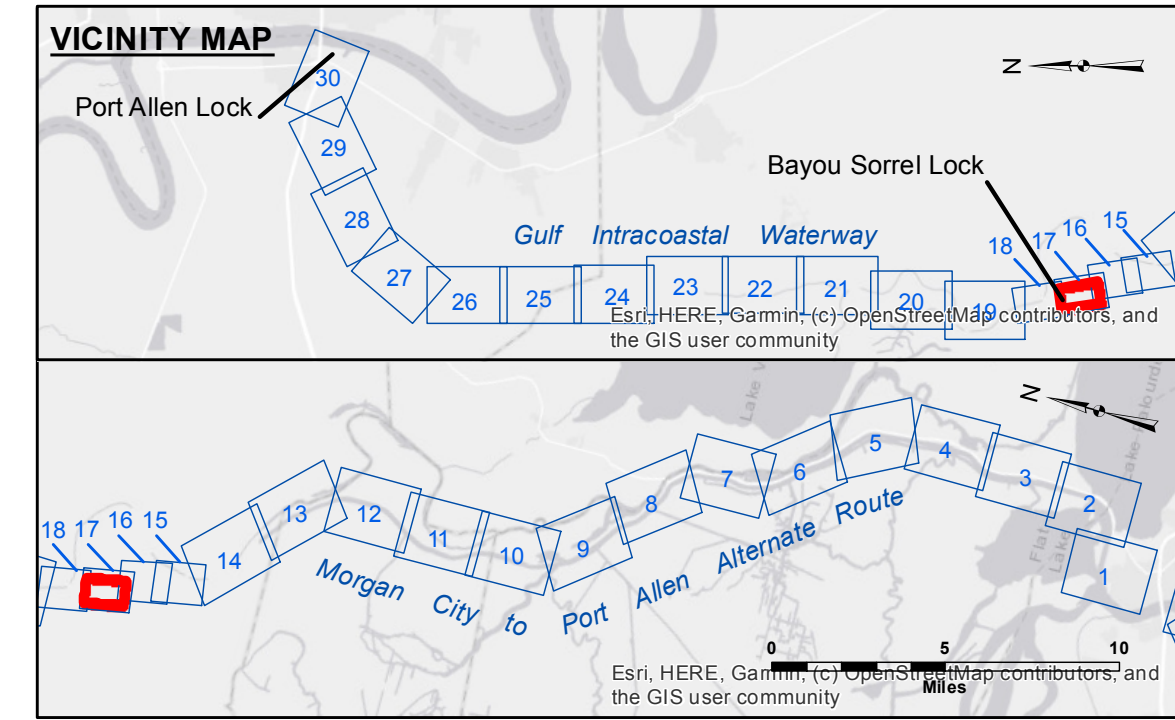 VICINITY MAP
N
30
Port Allen Lock
29
Bayou Sorrel Lock
28
Gulf Intracoastal Waterway
18 17 16 15
27
26 25 24 23 22 21 20 19
Esri, HERE, Garmin, (c) OpenStreetMap contributors, and
the GIS user community
N
18 17 16 15
14 13 12 11 10 9 8 7 6 5 4 3 2 1
Morgan City to Port Allen Alternate Route
0 5 10
Miles
Esri, HERE, Garmin, (c) OpenStreetMap contributors, and
the GIS user community